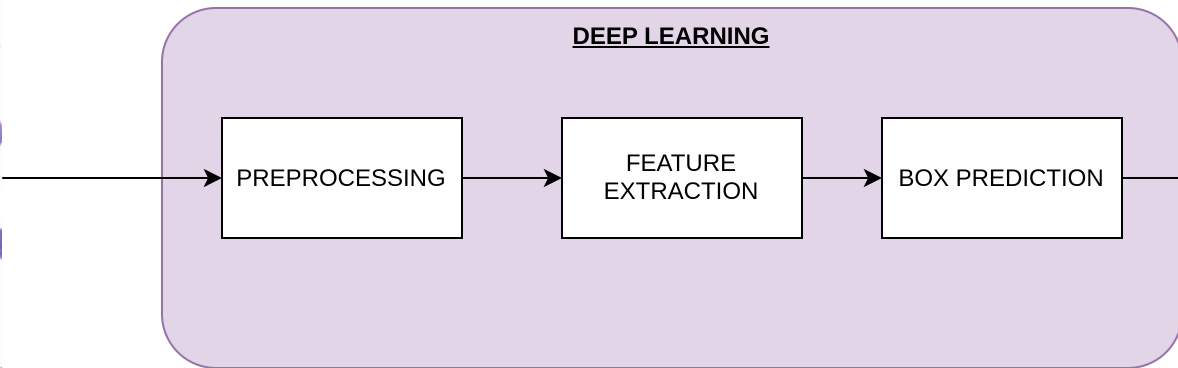 DEEP LEARNING
PREPROCESSING
FEATURE
EXTRACTION
BOX PREDICTION